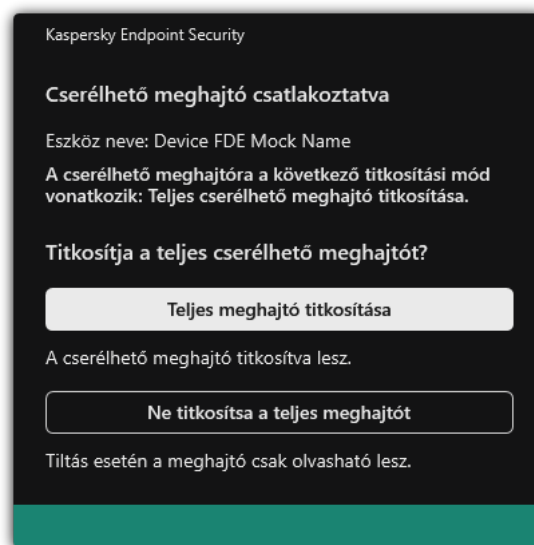 Kaspersky Endpoint Security
Cserélhető meghajtó csatlakoztatva
Eszköz neve: Device FDE Mock Name
A cserélhető meghajtóra a következő titkosítási mód
vonatkozik: Teljes cserélhető meghajtó titkosítása.
Titkosítja a teljes cserélhető meghajtót?
Teljes meghajtó titkosítása
A cserélhető meghajtó titkosítva lesz.
Ne titkosítsa a teljes meghajtót
Tiltás esetén a meghajtó csak olvasható lesz.